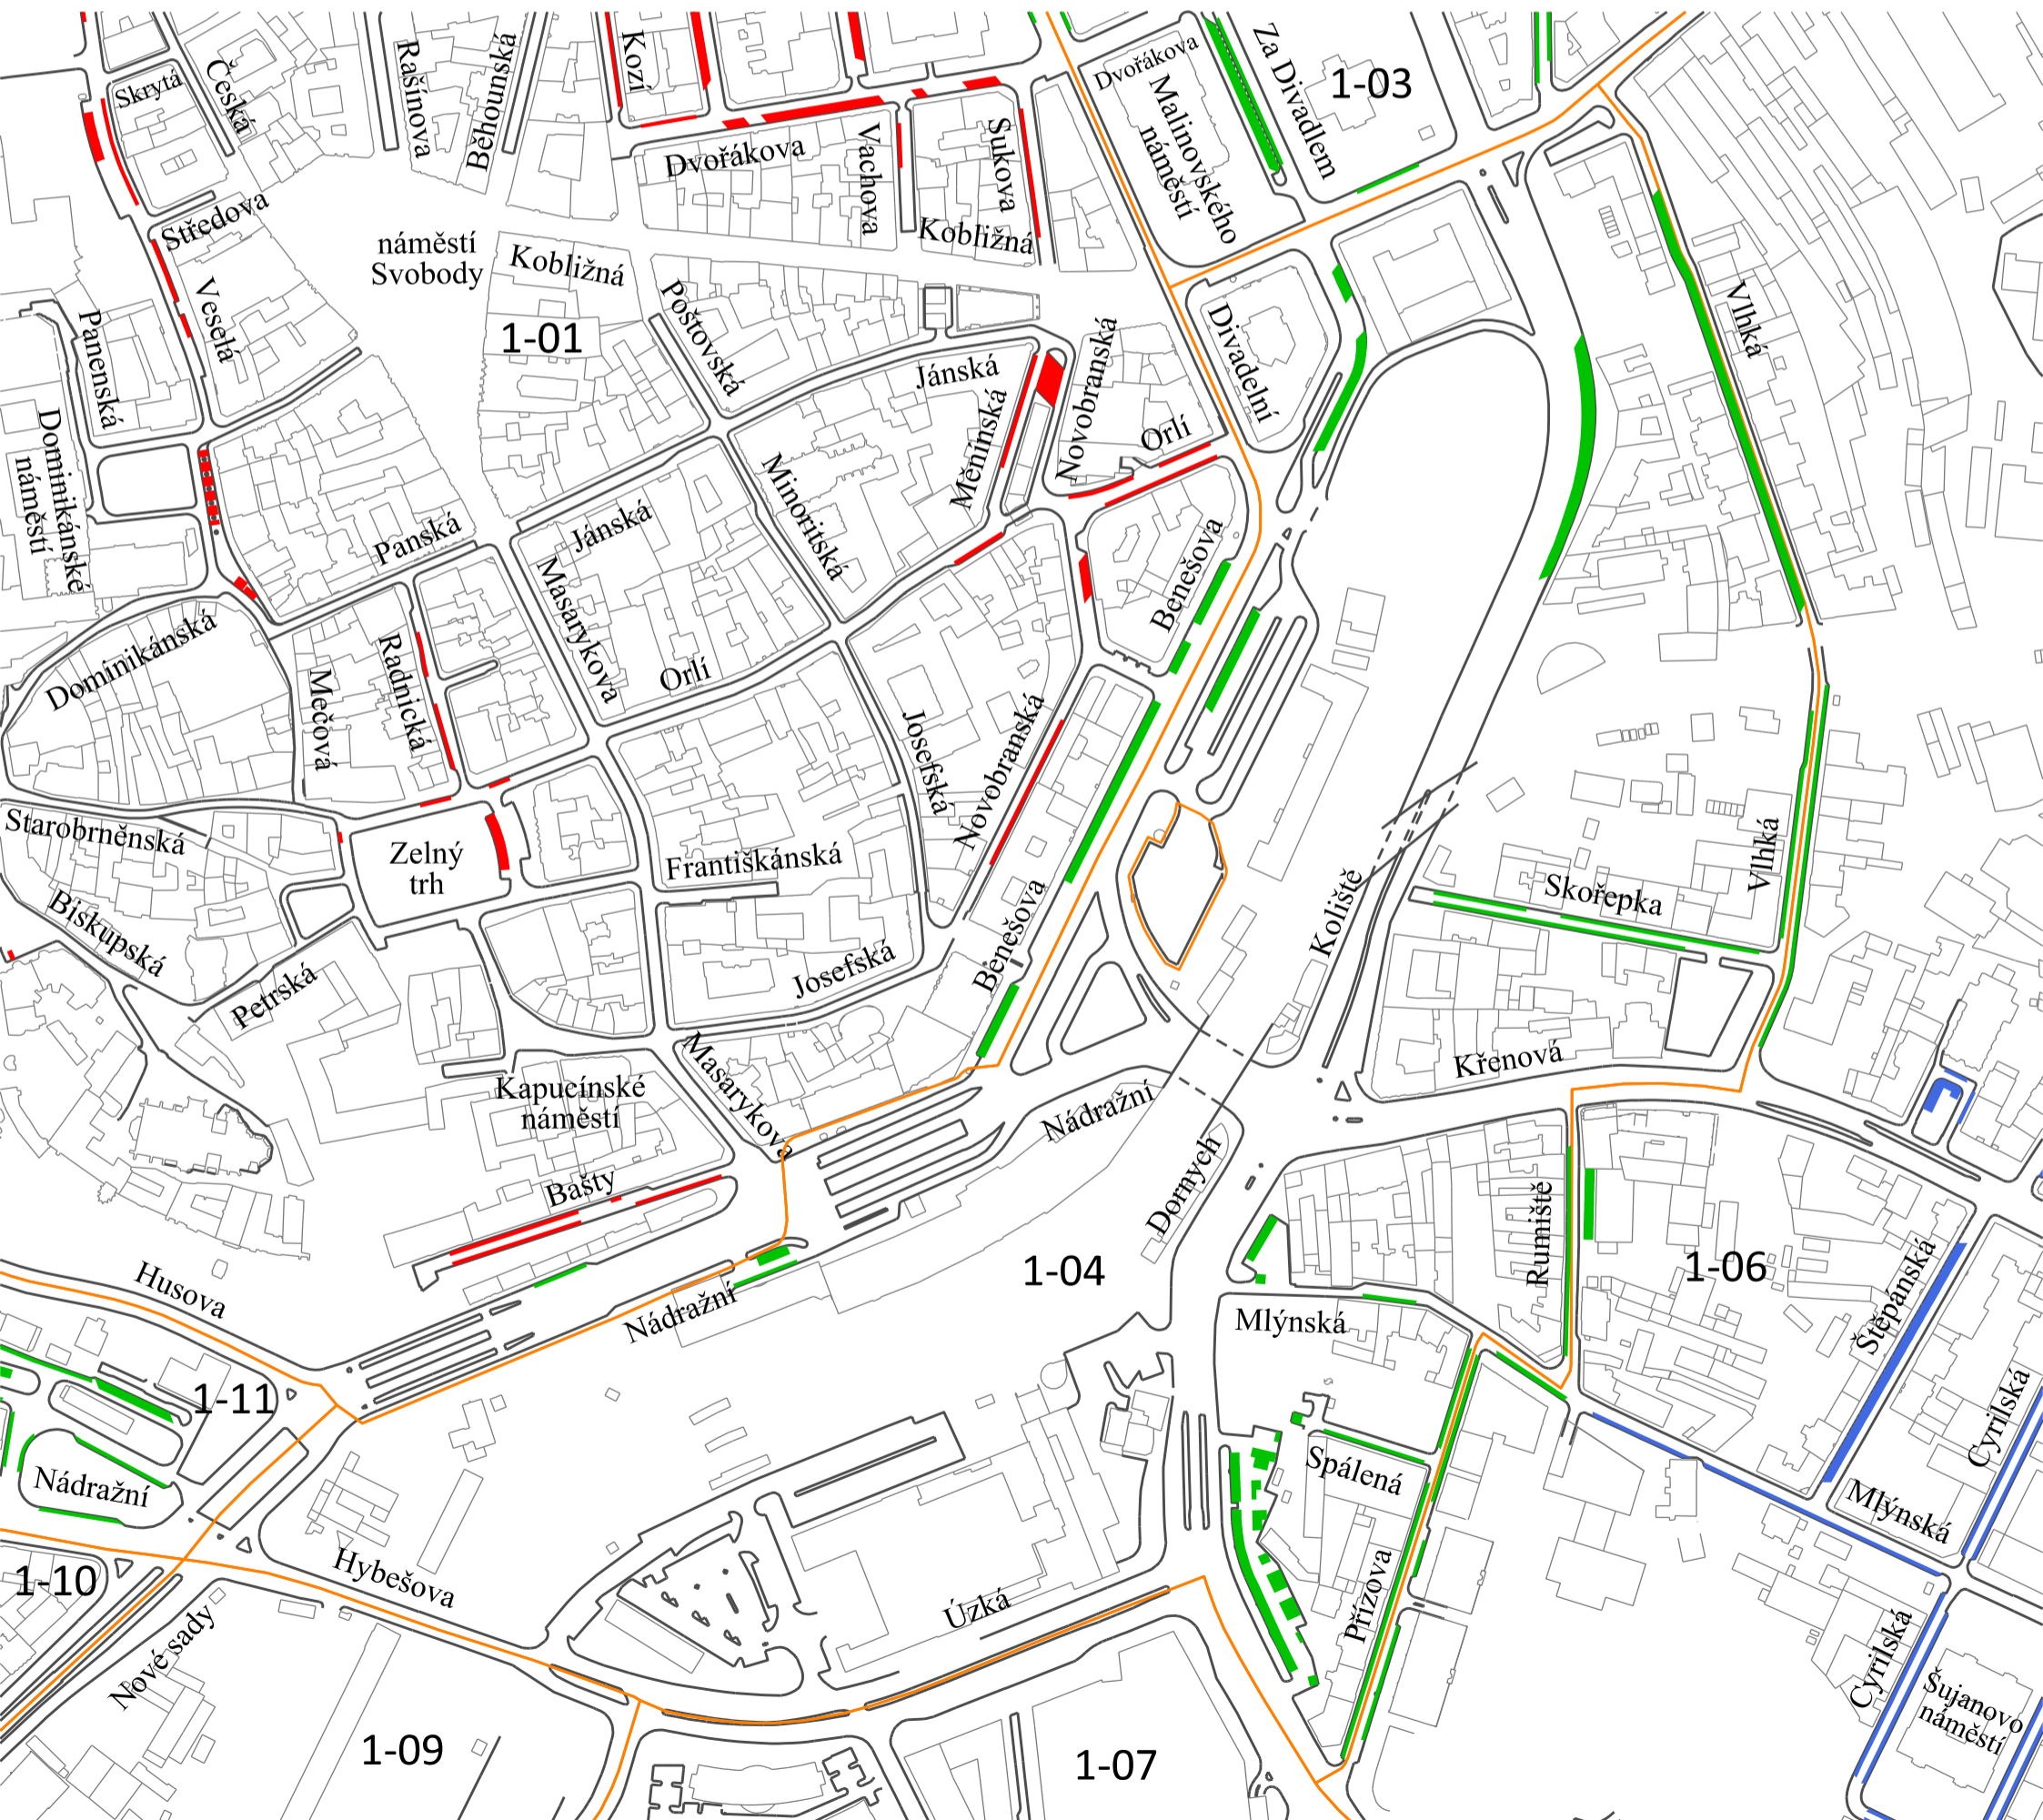 Skrytá
Česká
Rašínova
Běhounská
Kozí
Dvořákova
Za Divadlem
1-03
Malinovského
náměstí
Dvořákova
Vachova
Sukova
Středova
náměstí
Svobody
Kobližná
Kobližná
Vlhká
Panenská
Veselá
1-01
Poštovská
Jánská
Novobranská
Divadelní
Orlí
Měnínská
Dominikánské
náměstí
Panská
Jánská
Minoritská
Benešova
Dominikánská
Mečová
Radnická
Masarykova
Orlí
Josefská
Novobranská
Starobrněnská
Zelný
trh
Františkánská
Vlhká
Skořepka
Koliště
Biskupská
Petrská
Josefská
Benešova
Masarykova
Křenová
Kapucínské
náměstí
Nádražní
Dornych
Bašty
Rumiště
1-04
1-06
Husova
Nádražní
Mlýnská
Štěpánská
Cyrilská
1-11
Nádražní
Spálená
Mlýnská
1-10
Hybešova
Úzká
Přízova
Nové sady
Cyrilská
Šujanovo
náměstí
1-09
1-07